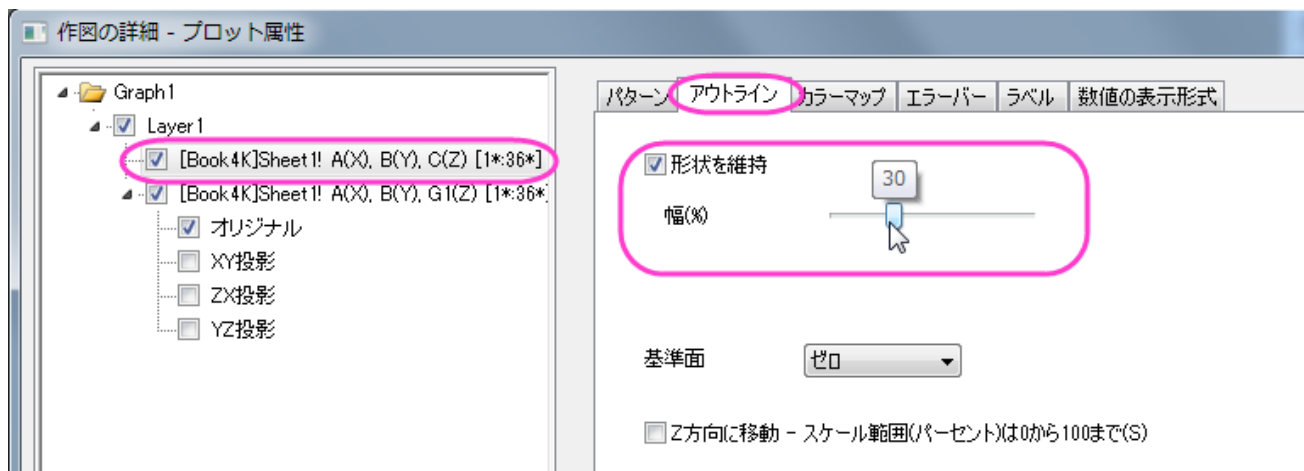 作図の詳細 - プロット属性
Graph1
Layer1
[Book4K]Sheet1! A(X), B(Y), C(Z) [1*:36*]
[Book4K]Sheet1! A(X), B(Y), G1(Z) [1*:36*]
オリジナル
XY投影
ZX投影
YZ投影
パターン アウトライン カラーマップ エラーバー ラベル 数値の表示形式
形状を維持
30
幅(%)
基準面 ゼロ
Z方向に移動 - スケール範囲(パーセント)は0から100まで(S)